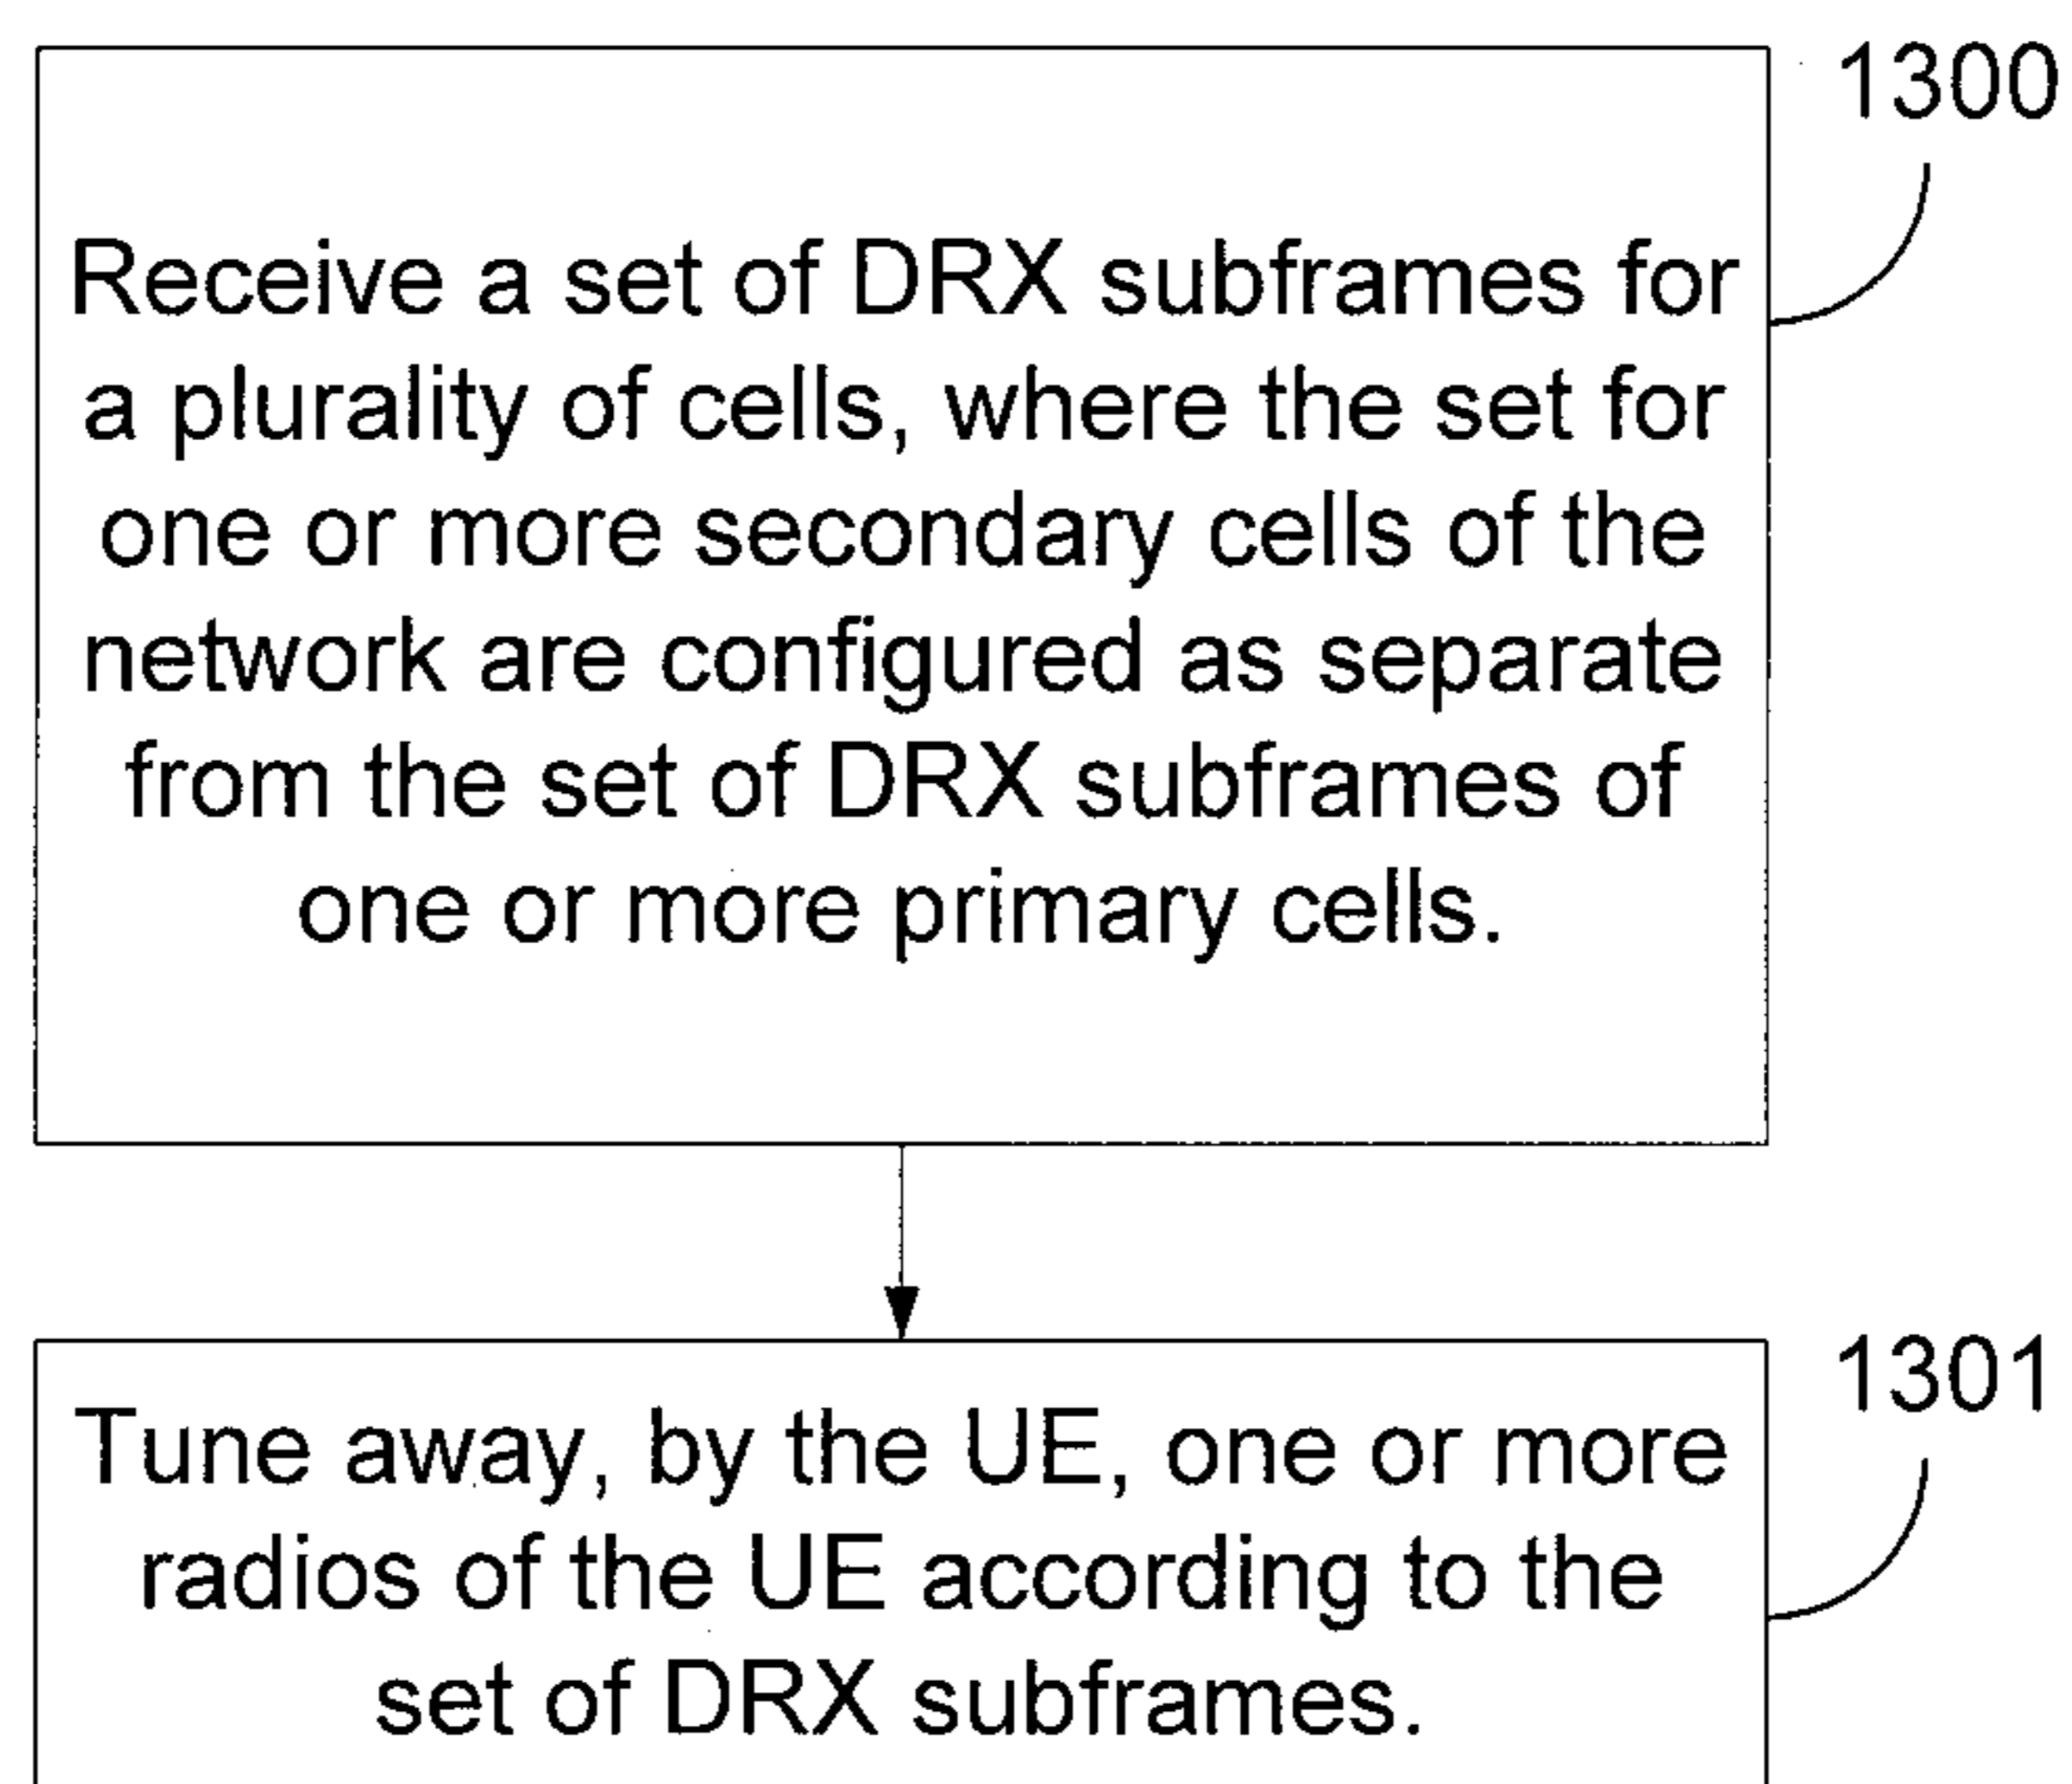 1300
Receive a set of DRX subframes for
a plurality of cells, where the set for
one or more secondary cells of the
network are configured as separate
from the set of DRX subframes of
one or more primary cells.
1301
Tune away, by the UE, one or more
radios of the UE according to the
set of DRX subframes.